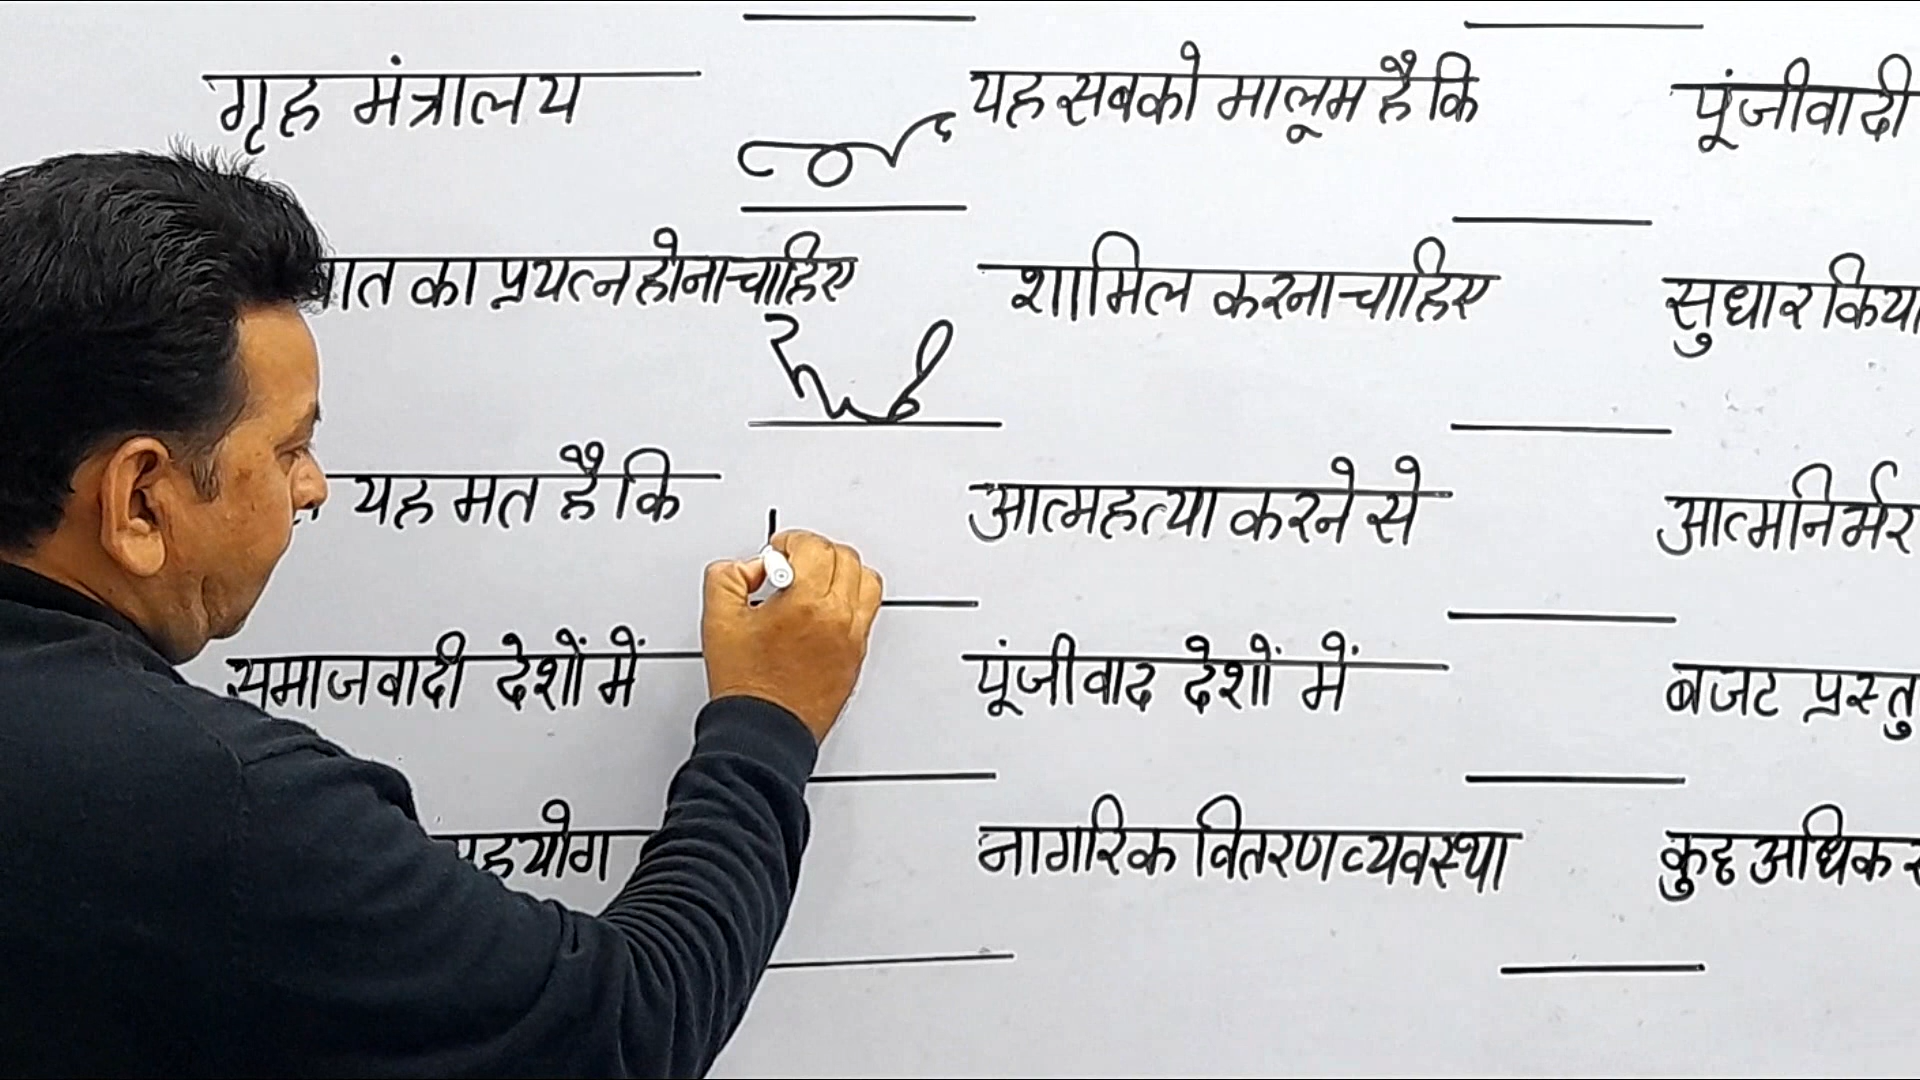 गृह मंत्रालय यह सबको मालूम है कि पूंजीवादी
का प्रयत्न होना चाहिए शामिल करना चाहिए सुधार किया
यह मत है कि आत्महत्या करने से आत्मनिर्भर
समाजवादी देशों में पूंजीवाद देशों में बजट प्रस्तु
नागरिक वितरण व्यवस्था कुछ अधिक